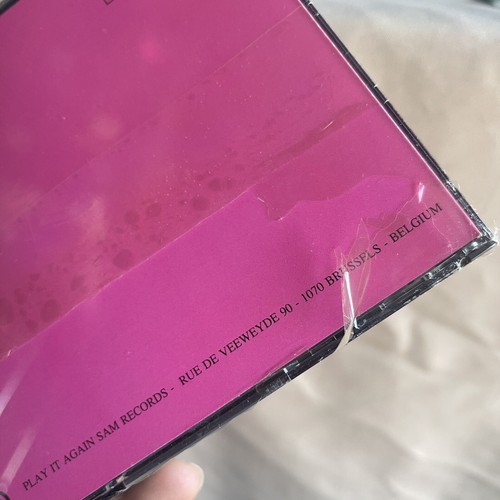 PLAY IT AGAIN SAM RECORDS - RUE DE VEEWEYDE 90 - 1070 BRUSSELS - BELGIUM